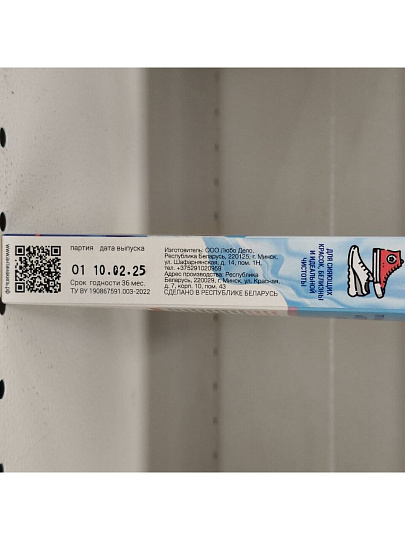 партия дата выпуска
01 10.02.25
Срок годности 36 мес.
ТУ BY 190867591.003-2022
Изготовитель: ООО Любо Дело.
Республика Беларусь, 220125, г. Минск,
ул. Шафарнянская, д. 14, пом. 1Н,
тел. +375291020959
Адрес производства: Республика
Беларусь, 220029, г. Минск, ул. Красная,
д. 7, корп. 10, пом. 43
СДЕЛАНО В РЕСПУБЛИКЕ БЕЛАРУСЬ
ДЛЯ СИЯЮЩИХ
КРАСОК, БЕЛИЗНЫ
И ИДЕАЛЬНОЙ
ЧИСТОТЫ